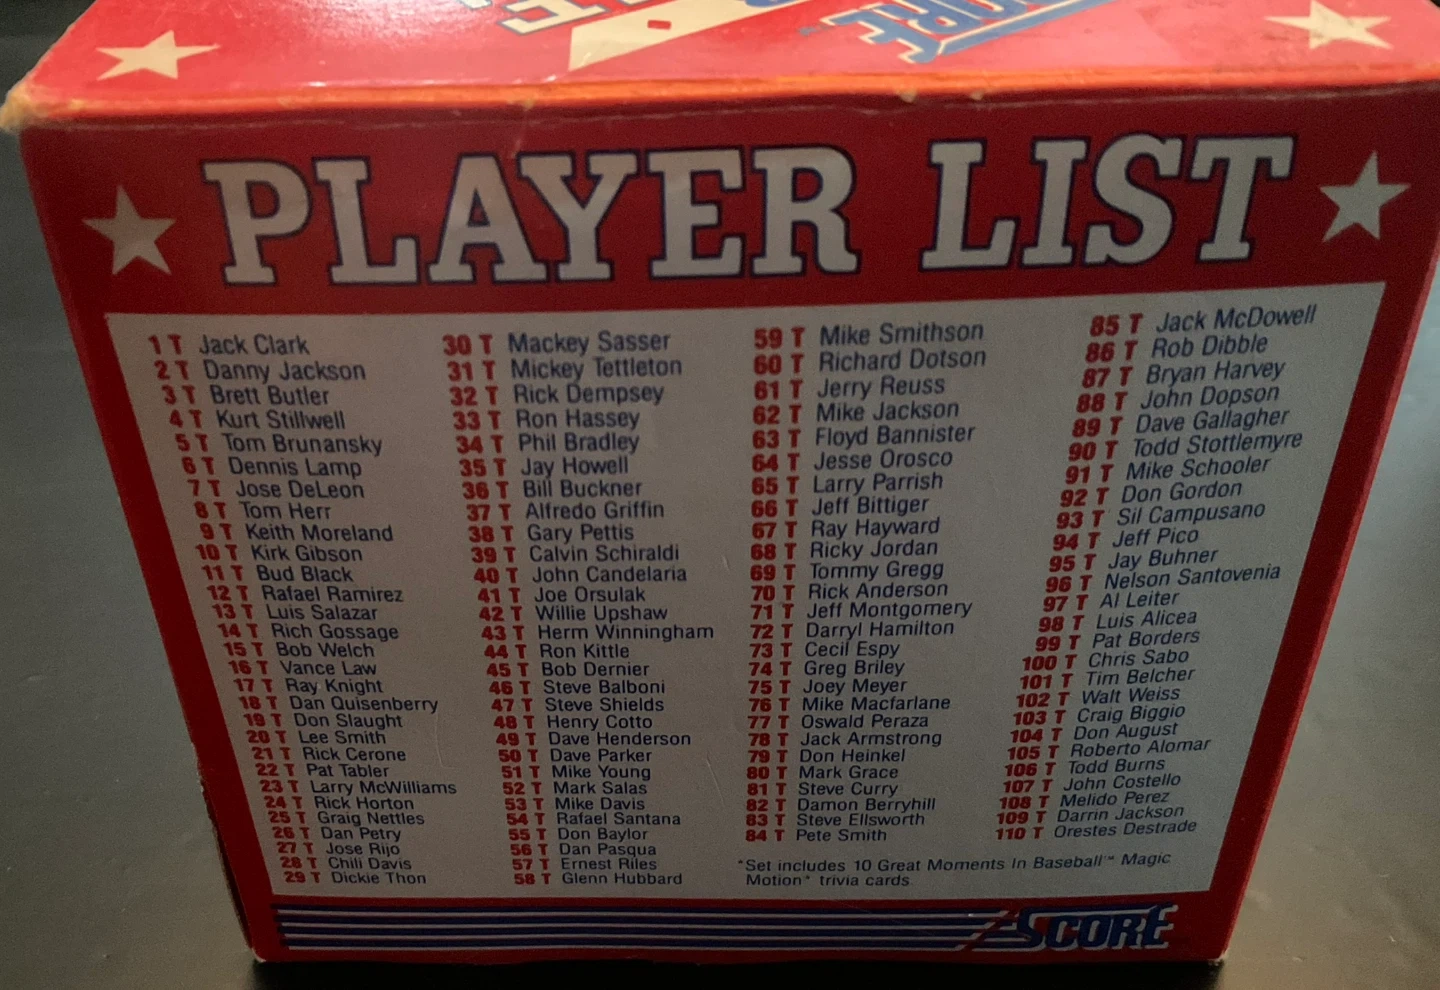 SCORE
PLAYER LIST
1 T Jack Clark
2 T Danny Jackson
3 T Brett Butler
4 T Kurt Stillwell
5 T Tom Brunansky
6 T Dennis Lamp
7 T Jose DeLeon
8 T Tom Herr
9 T Keith Moreland
10 T Kirk Gibson
11 T Bud Black
12 T Rafael Ramirez
13 T Luis Salazar
14 T Rich Gossage
15 T Bob Welch
16 T Vance Law
17 T Ray Knight
18 T Dan Quisenberry
19 T Don Slaught
20 T Lee Smith
21 T Rick Cerone
22 T Pat Tabler
23 T Larry McWilliams
24 T Rick Horton
25 T Graig Nettles
26 T Dan Petry
27 T Jose Rijo
28 T Chili Davis
29 T Dickie Thon
30 T Mackey Sasser
31 T Mickey Tettleton
32 T Rick Dempsey
33 T Ron Hassey
34 T Phil Bradley
35 T Jay Howell
36 T Bill Buckner
37 T Alfredo Griffin
38 T Gary Pettis
39 T Calvin Schiraldi
40 T John Candelaria
41 T Joe Orsulak
42 T Willie Upshaw
43 T Herm Winningham
44 T Ron Kittle
45 T Bob Dernier
46 T Steve Balboni
47 T Steve Shields
48 T Henry Cotto
49 T Dave Henderson
50 T Dave Parker
51 T Mike Young
52 T Mark Salas
53 T Mike Davis
54 T Rafael Santana
55 T Don Baylor
56 T Dan Pasqua
57 T Ernest Riles
58 T Glenn Hubbard
59 T Mike Smithson
60 T Richard Dotson
61 T Jerry Reuss
62 T Mike Jackson
63 T Floyd Bannister
64 T Jesse Orosco
65 T Larry Parrish
66 T Jeff Bittiger
67 T Ray Hayward
68 T Ricky Jordan
69 T Tommy Gregg
70 T Rick Anderson
71 T Jeff Montgomery
72 T Darryl Hamilton
73 T Cecil Espy
74 T Greg Briley
75 T Joey Meyer
76 T Mike Macfarlane
77 T Oswald Peraza
78 T Jack Armstrong
79 T Don Heinkel
80 T Mark Grace
81 T Steve Curry
82 T Damon Berryhill
83 T Steve Ellsworth
84 T Pete Smith
*Set includes 10 Great Moments In Baseball™ Magic
Motion* trivia cards
85 T Jack McDowell
86 T Rob Dibble
87 T Bryan Harvey
88 T John Dopson
89 T Dave Gallagher
90 T Todd Stottlemyre
91 T Mike Schooler
92 T Don Gordon
93 T Sil Campusano
94 T Jeff Pico
95 T Jay Buhner
96 T Nelson Santovenia
97 T Al Leiter
98 T Luis Alicea
99 T Pat Borders
100 T Chris Sabo
101 T Tim Belcher
102 T Walt Weiss
103 T Craig Biggio
104 T Don August
105 T Roberto Alomar
106 T Todd Burns
107 T John Costello
108 T Melido Perez
109 T Darrin Jackson
110 T Orestes Destrade
SCORE